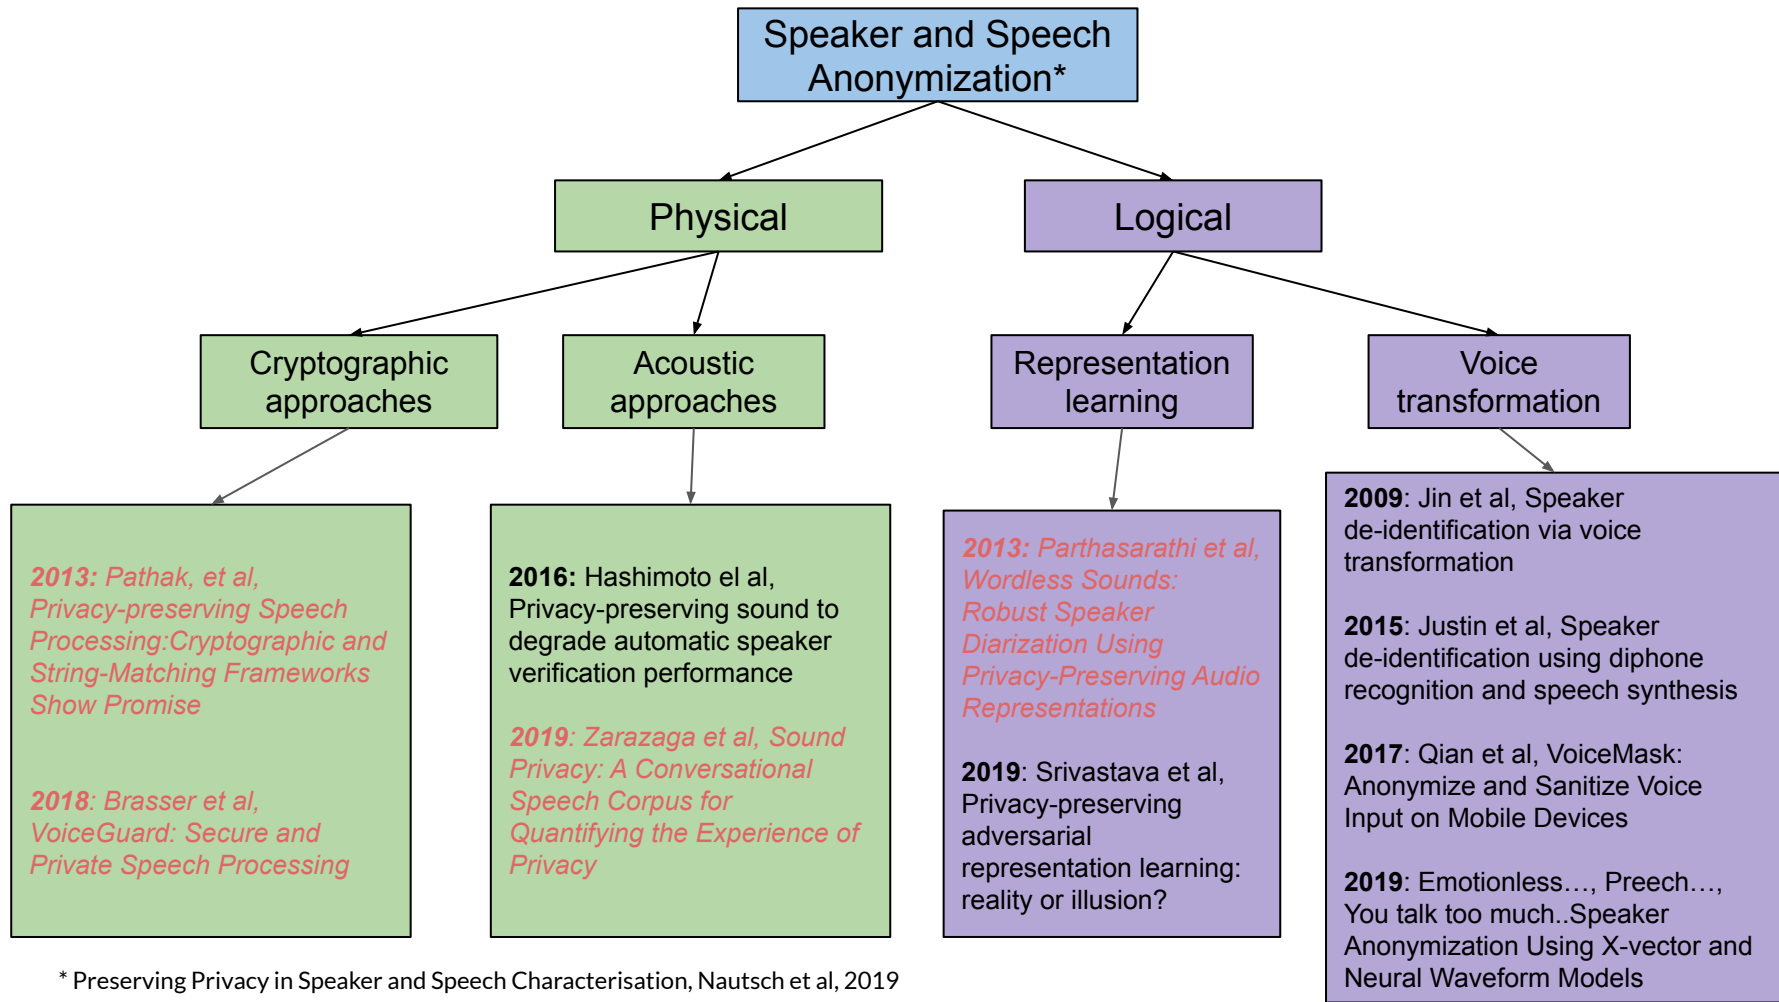 Speaker and Speech
Anonymization*
Physical
Logical
Cryptographic
approaches
Acoustic
approaches
Representation
learning
Voice
transformation
2013: Pathak, et al,
Privacy-preserving Speech
Processing:Cryptographic and
String-Matching Frameworks
Show Promise
2018: Brasser et al,
VoiceGuard: Secure and
Private Speech Processing
2016: Hashimoto el al,
Privacy-preserving sound to
degrade automatic speaker
verification performance
2019: Zarazaga et al, Sound
Privacy: A Conversational
Speech Corpus for
Quantifying the Experience of
Privacy
2013: Parthasarathi et al,
Wordless Sounds:
Robust Speaker
Diarization Using
Privacy-Preserving Audio
Representations
2019: Srivastava et al,
Privacy-preserving
adversarial
representation learning:
reality or illusion?
2009: Jin et al, Speaker
de-identification via voice
transformation
2015: Justin et al, Speaker
de-identification using diphone
recognition and speech synthesis
2017: Qian et al, VoiceMask:
Anonymize and Sanitize Voice
Input on Mobile Devices
2019: Emotionless…, Preech…,
You talk too much..Speaker
Anonymization Using X-vector and
Neural Waveform Models
* Preserving Privacy in Speaker and Speech Characterisation, Nautsch et al, 2019